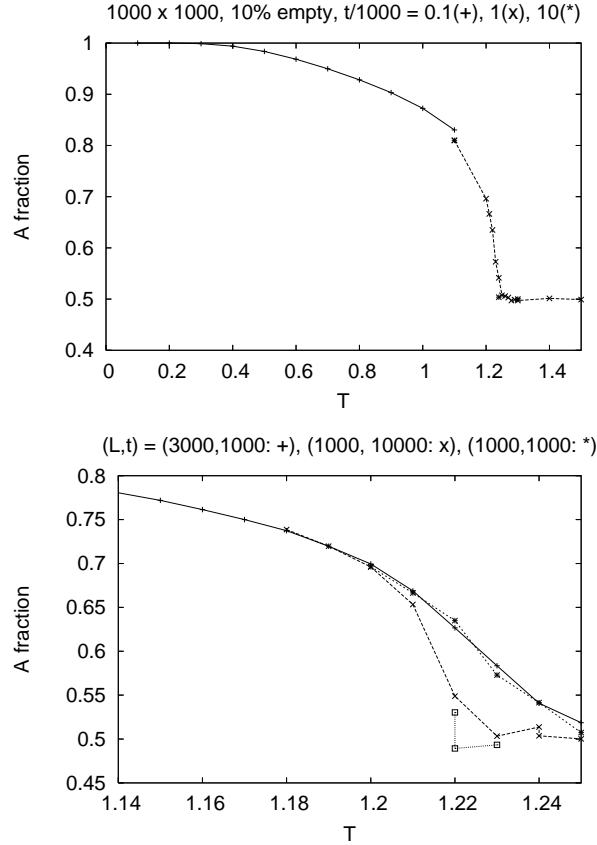 1000 x 1000, 10% empty, t/1000 = 0.1(+), 1(x), 10(*)
1
0.9
0.8
0.7
0.6
0.5
0.4
A fraction
0 0.2 0.4 0.6 0.8 1 1.2 1.4
T
(L,t) = (3000,1000: +), (1000, 10000: x), (1000,1000: *)
0.8
0.75
0.7
0.65
0.6
0.55
0.5
0.45
A fraction
1.14 1.16 1.18 1.2 1.22 1.24
T